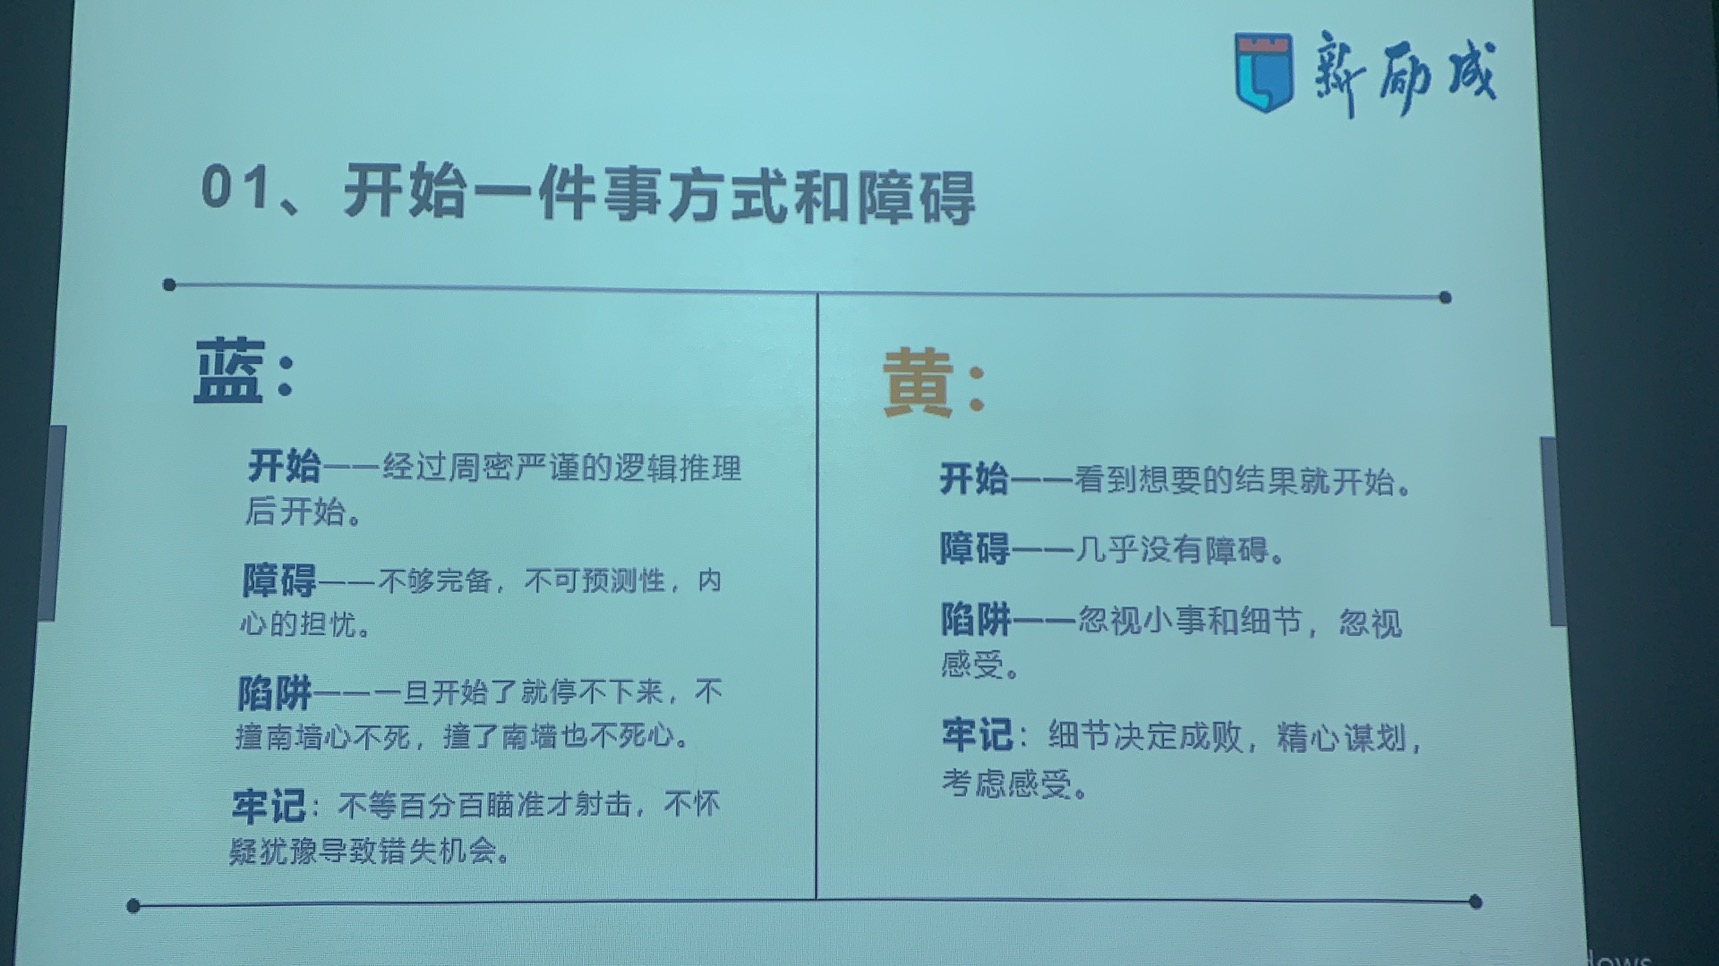 新励成
01、开始一件事方式和障碍
蓝：
开始——经过周密严谨的逻辑推理
后开始。
障碍——不够完备，不可预测性，内
心的担忧。
陷阱——一旦开始了就停不下来，不
撞南墙心不死，撞了南墙也不死心。
牢记：不等百分百瞄准才射击，不怀
疑犹豫导致错失机会。
黄：
开始——看到想要的结果就开始。
障碍——几乎没有障碍。
陷阱——忽视小事和细节，忽视
感受。
牢记：细节决定成败，精心谋划，
考虑感受。
dows